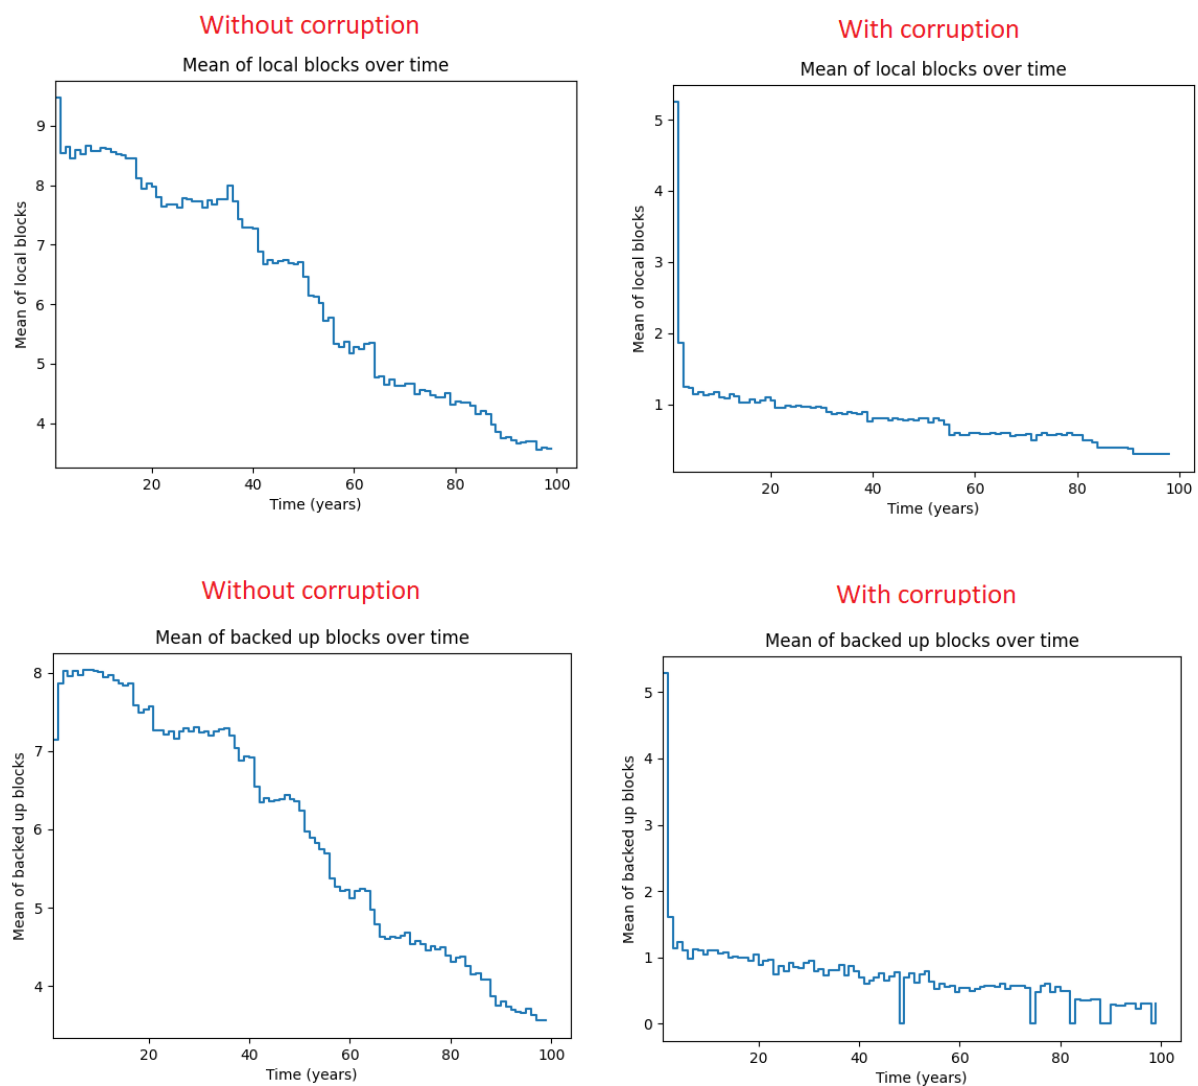 Without corruption
Mean of local blocks over time
Mean of local blocks
9
8
7
6
5
4
20 40 60 80 100
Time (years)
With corruption
Mean of local blocks over time
Mean of local blocks
5
4
3
2
1
20 40 60 80 100
Time (years)
Without corruption
Mean of backed up blocks over time
Mean of backed up blocks
8
7
6
5
4
20 40 60 80 100
Time (years)
With corruption
Mean of backed up blocks over time
Mean of backed up blocks
5
4
3
2
1
0
20 40 60 80 100
Time (years)